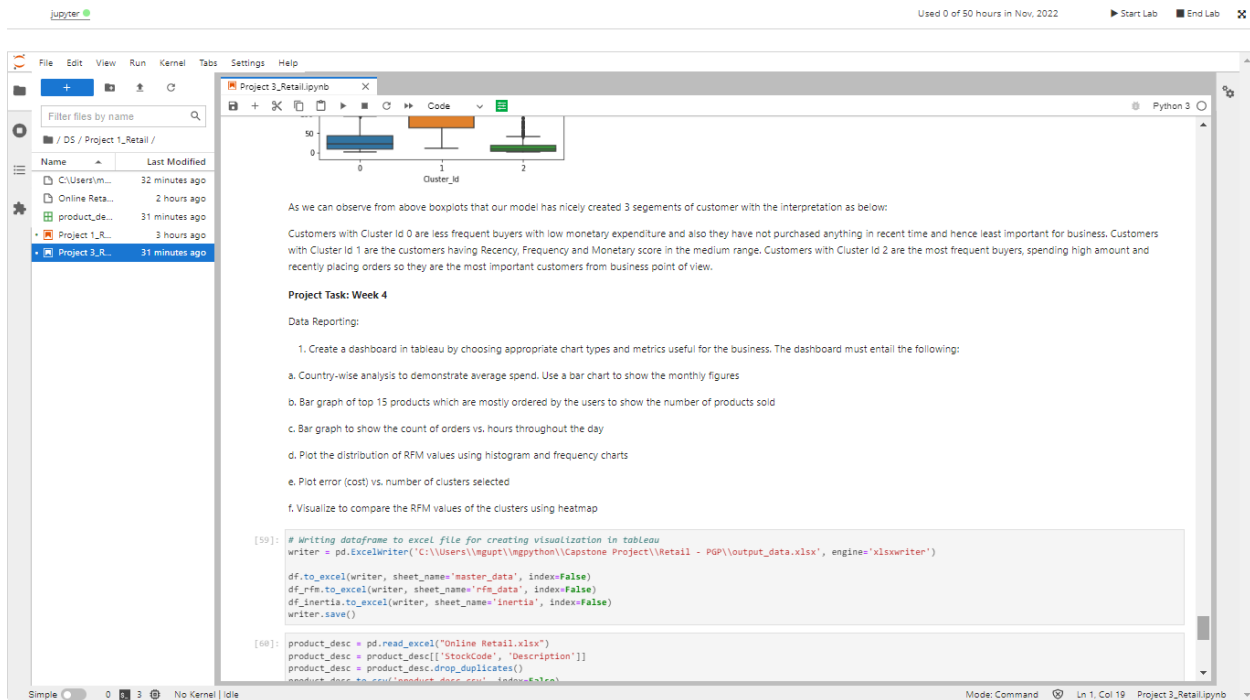 jupyter
Used 0 of 50 hours in Nov, 2022
Start Lab
End Lab
File Edit View Run Kernel Tabs Settings Help
Filter files by name
/ DS / Project 1_Retail /
Name Last Modified
C:\Users\m... 32 minutes ago
Online Reta... 2 hours ago
product_de... 31 minutes ago
Project 1_R... 3 hours ago
Project 3_R... 31 minutes ago
Project 3_Retail.ipynb
Code
Python 3
50
0
0 1 2
Cluster_Id
As we can observe from above boxplots that our model has nicely created 3 segements of customer with the interpretation as below:
Customers with Cluster Id 0 are less frequent buyers with low monetary expenditure and also they have not purchased anything in recent time and hence least important for business. Customers
with Cluster Id 1 are the customers having Recency, Frequency and Monetary score in the medium range. Customers with Cluster Id 2 are the most frequent buyers, spending high amount and
recently placing orders so they are the most important customers from business point of view.
Project Task: Week 4
Data Reporting:
1. Create a dashboard in tableau by choosing appropriate chart types and metrics useful for the business. The dashboard must entail the following:
a. Country-wise analysis to demonstrate average spend. Use a bar chart to show the monthly figures
b. Bar graph of top 15 products which are mostly ordered by the users to show the number of products sold
c. Bar graph to show the count of orders vs. hours throughout the day
d. Plot the distribution of RFM values using histogram and frequency charts
e. Plot error (cost) vs. number of clusters selected
f. Visualize to compare the RFM values of the clusters using heatmap
[59]: # Writing dataframe to excel file for creating visualization in tableau
writer = pd.ExcelWriter('C:\\Users\\mgupt\\mgpython\\Capstone Project\\Retail - PGP\\output_data.xlsx', engine='xlsxwriter')
df.to_excel(writer, sheet_name='master_data', index=False)
df_rfm.to_excel(writer, sheet_name='rfm_data', index=False)
df_inertia.to_excel(writer, sheet_name='inertia', index=False)
writer.save()
[60]: product_desc = pd.read_excel("Online Retail.xlsx")
product_desc = product_desc[['StockCode', 'Description']]
product_desc = product_desc.drop_duplicates()
product_desc.to_csv('product_desc.csv', index=False)
Simple 0 3 No Kernel | Idle
Mode: Command Ln 1, Col 19 Project 3_Retail.ipynb